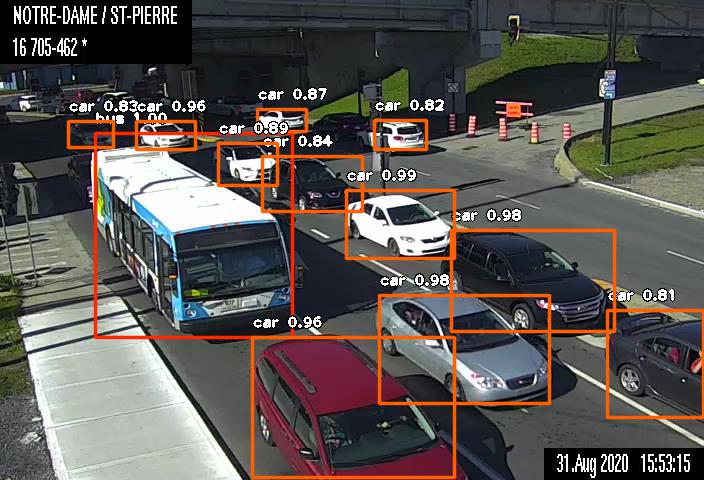 NOTRE-DAME / ST-PIERRE
16 705-462 *
car 0.87
car 0.83
car 0.96
car 0.82
bus 1.00
car 0.89
car 0.84
car 0.99
car 0.98
car 0.98
car 0.81
car 0.96
31.Aug 2020 15:53:15